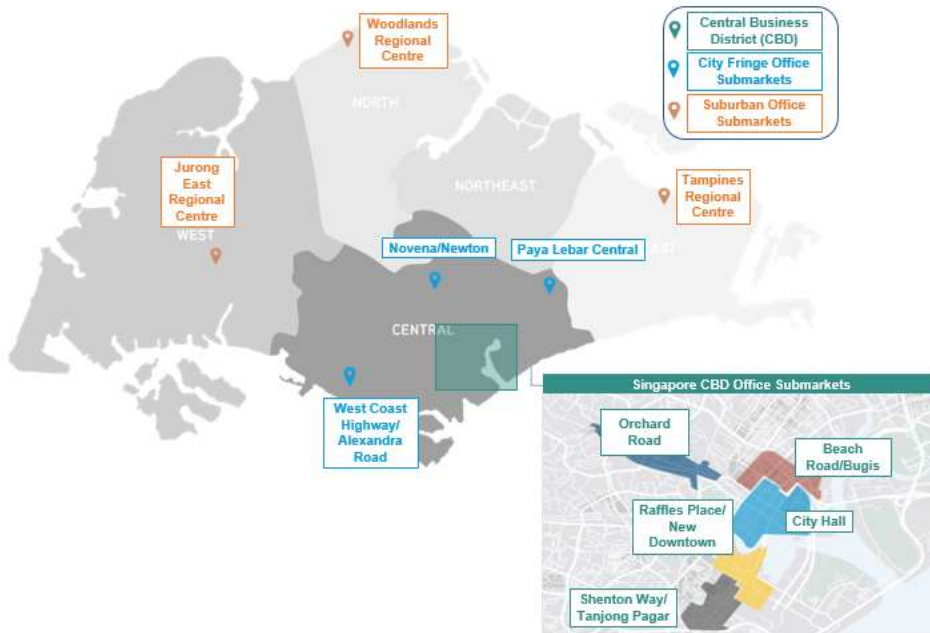 Woodlands
Regional
Centre
Central Business
District (CBD)
City Fringe Office
Submarkets
Suburban Office
Submarkets
NORTH
Jurong
East
Regional
Centre
WEST
NORTHEAST
Tampines
Regional
Centre
Novena/Newton
Paya Lebar Central
CENTRAL
West Coast
Highway/
Alexandra
Road
Singapore CBD Office Submarkets
Orchard
Road
Beach
Road/Bugis
Raffles Place/
New
Downtown
City Hall
Shenton Way/
Tanjong Pagar